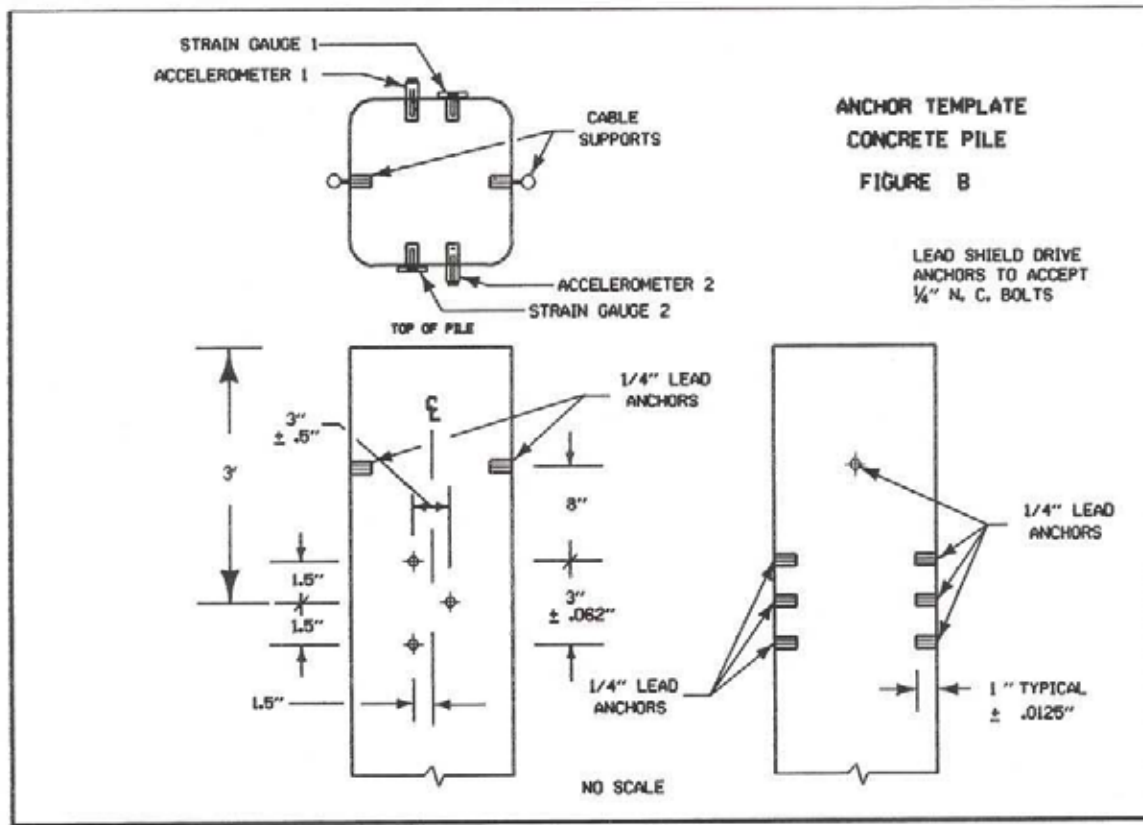 STRAIN GAUGE 1
ACCELEROMETER 1
CABLE
SUPPORTS
ANCHOR TEMPLATE
CONCRETE PILE
FIGURE B
LEAD SHIELD DRIVE
ANCHORS TO ACCEPT
¼" N. C. BOLTS
ACCELEROMETER 2
STRAIN GAUGE 2
TOP OF PILE
1/4" LEAD
ANCHORS
℄
3"
± .5"
3'
8"
1/4" LEAD
ANCHORS
1.5"
3"
± .062"
1.5"
1/4" LEAD
ANCHORS
1.5"
1" TYPICAL
± .0125"
NO SCALE